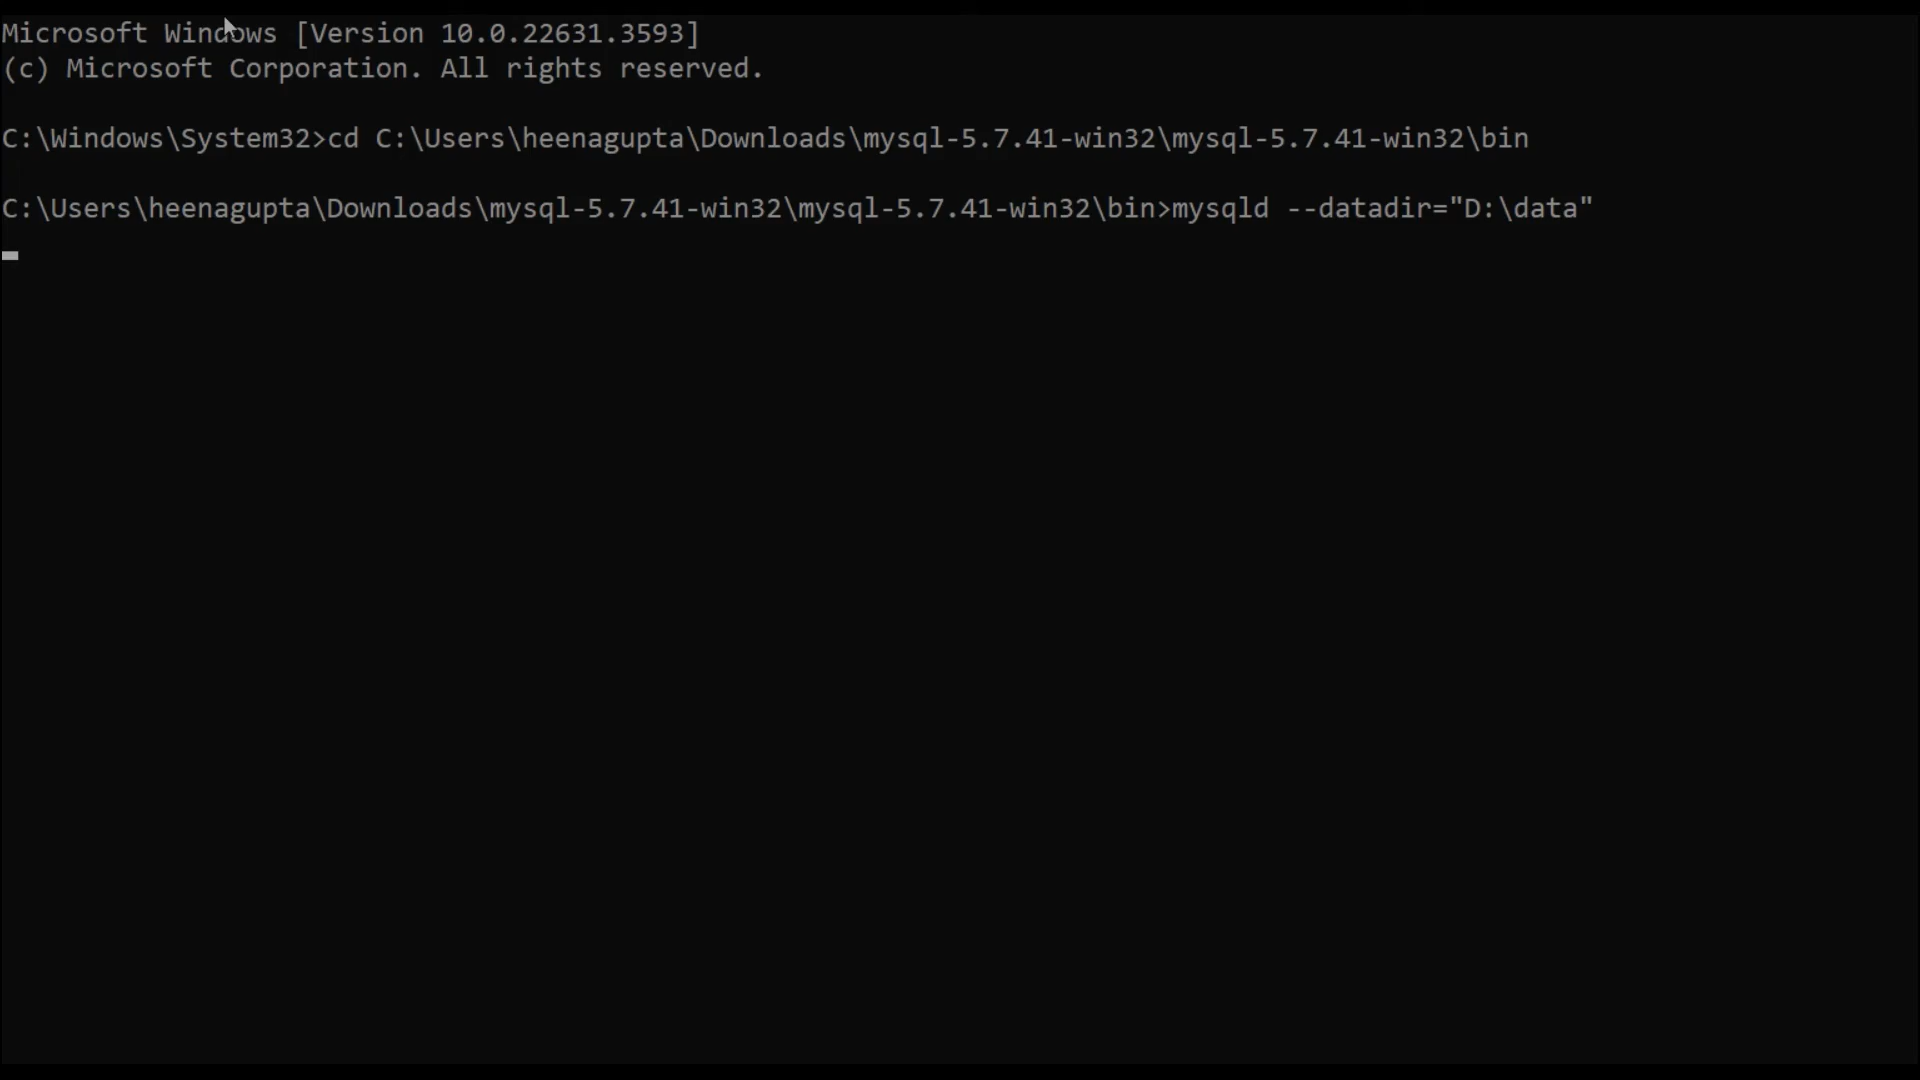 Microsoft Windows [Version 10.0.22631.3593]
(c) Microsoft Corporation. All rights reserved.
C:\Windows\System32>cd C:\Users\heenagupta\Downloads\mysql-5.7.41-win32\mysql-5.7.41-win32\bin
C:\Users\heenagupta\Downloads\mysql-5.7.41-win32\mysql-5.7.41-win32\bin>mysqld --datadir="D:\data"